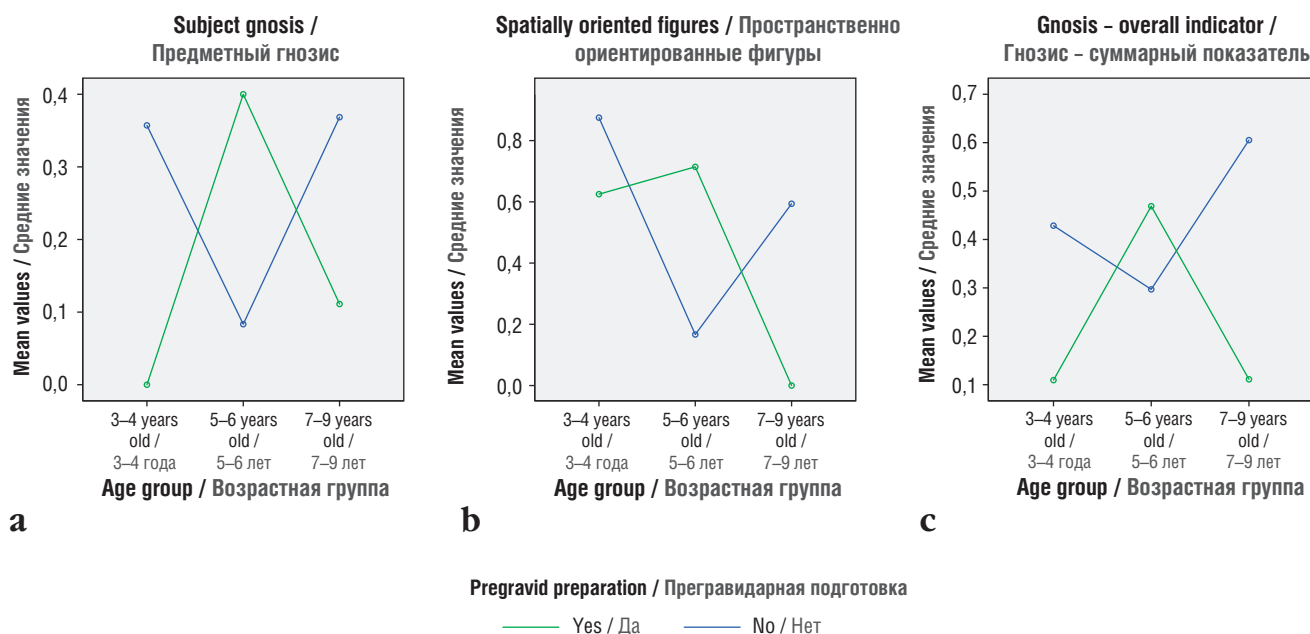 Subject gnosis /
Предметный гнозис
Mean values / Средние значения
0,4
0,3
0,2
0,1
0,0
3–4 years
old /
3–4 года
5–6 years
old /
5–6 лет
7–9 years
old /
7–9 лет
Age group / Возрастная группа
a
Spatially oriented figures / Пространственно
ориентированные фигуры
Mean values / Средние значения
0.8
0,6
0,4
0,2
0,0
3–4 years
old /
3–4 года
5–6 years
old /
5–6 лет
7–9 years
old /
7–9 лет
Age group / Возрастная группа
b
Gnosis – overall indicator /
Гнозис – суммарный показатель
Mean values / Средние значения
0,7
0,6
0,5
0,4
0,3
0,2
0,1
3–4 years
old /
3–4 года
5–6 years
old /
5–6 лет
7–9 years
old /
7–9 лет
Age group / Возрастная группа
c
Pregravid preparation / Прегравидарная подготовка
Yes / Да
No / Нет